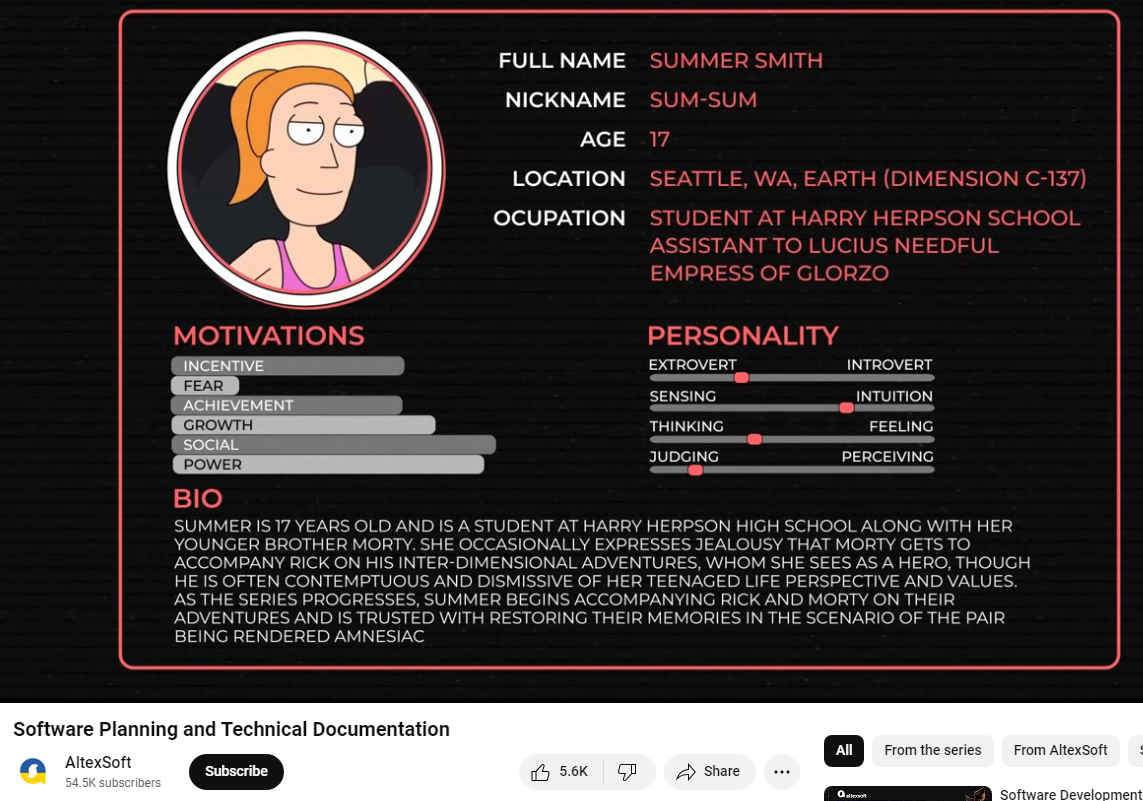 FULL NAME SUMMER SMITH
NICKNAME SUM-SUM
AGE 17
LOCATION SEATTLE, WA, EARTH (DIMENSION C-137)
OCUPATION STUDENT AT HARRY HERPSON SCHOOL
ASSISTANT TO LUCIUS NEEDFUL
EMPRESS OF GLORZO
MOTIVATIONS
INCENTIVE
FEAR
ACHIEVEMENT
GROWTH
SOCIAL
POWER
PERSONALITY
EXTROVERT INTROVERT
SENSING INTUITION
THINKING FEELING
JUDGING PERCEIVING
BIO
SUMMER IS 17 YEARS OLD AND IS A STUDENT AT HARRY HERPSON HIGH SCHOOL ALONG WITH HER
YOUNGER BROTHER MORTY. SHE OCCASIONALLY EXPRESSES JEALOUSY THAT MORTY GETS TO
ACCOMPANY RICK ON HIS INTER-DIMENSIONAL ADVENTURES, WHOM SHE SEES AS A HERO, THOUGH
HE IS OFTEN CONTEMPTUOUS AND DISMISSIVE OF HER TEENAGED LIFE PERSPECTIVE AND VALUES.
AS THE SERIES PROGRESSES, SUMMER BEGINS ACCOMPANYING RICK AND MORTY ON THEIR
ADVENTURES AND IS TRUSTED WITH RESTORING THEIR MEMORIES IN THE SCENARIO OF THE PAIR
BEING RENDERED AMNESIAC
Software Planning and Technical Documentation
AltexSoft
54.5K subscribers
Subscribe
5.6K
Share
All
From the series
From AltexSoft
altexsoft
Software Development